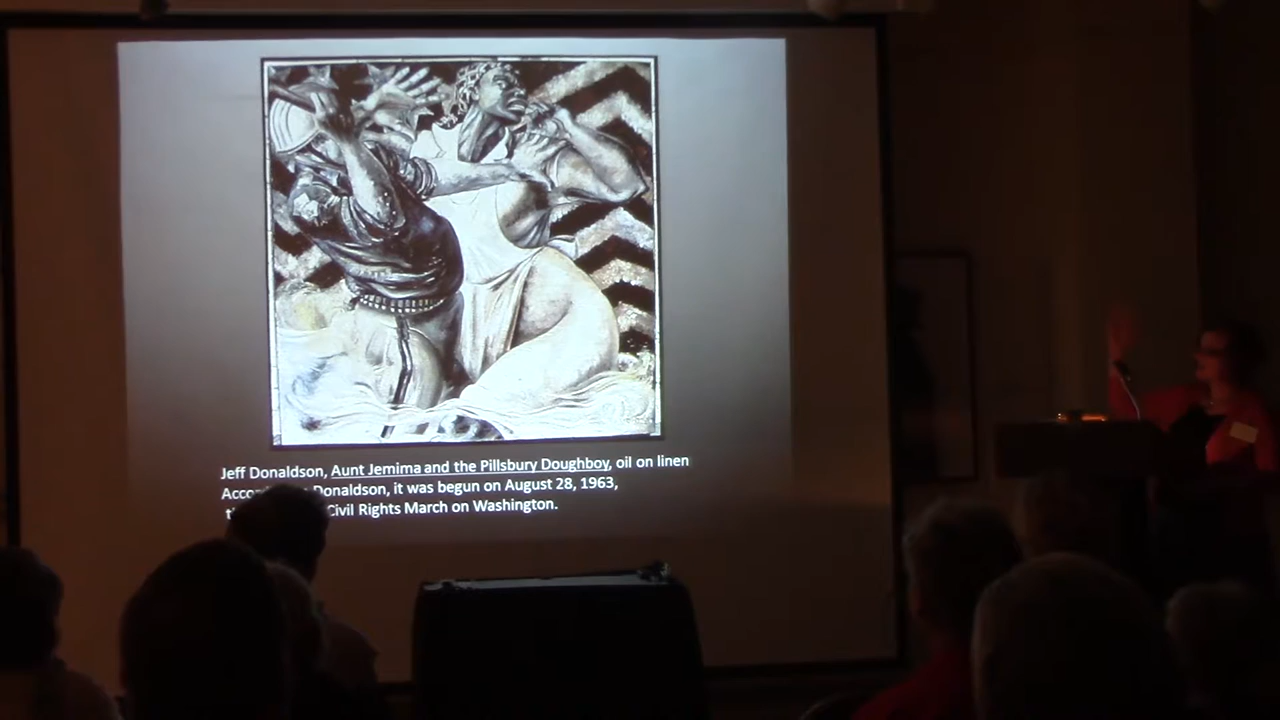 Jeff Donaldson, Aunt Jemima and the Pillsbury Doughboy, oil on linen
Donaldson, it was begun on August 28, 1963,
Civil Rights March on Washington.